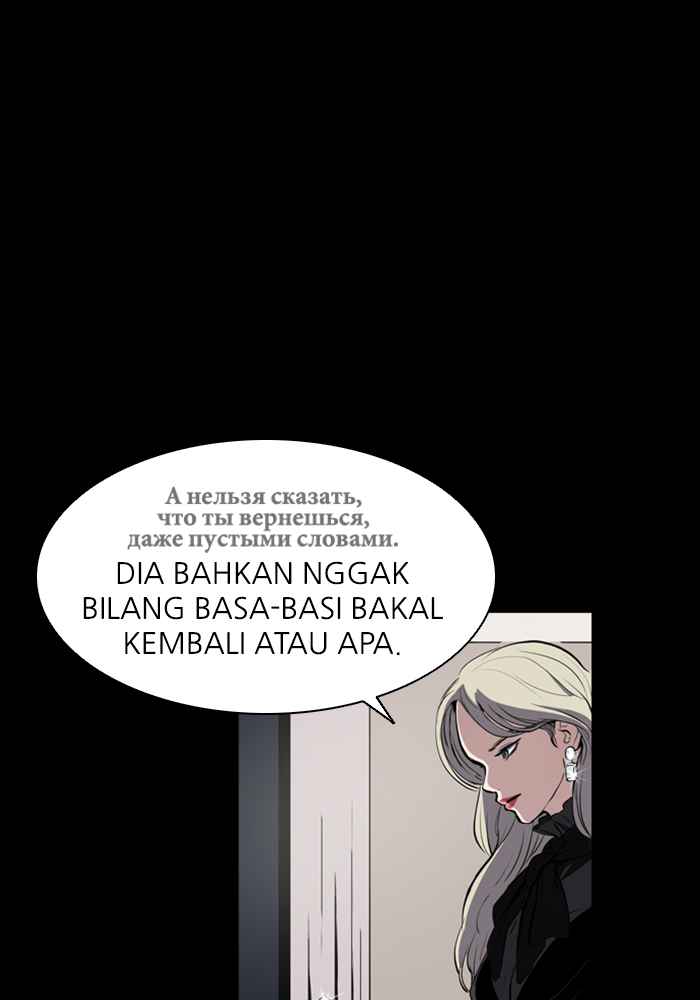 А нельзя сказать,
что ты вернешься,
даже пустыми словами.
DIA BAHKAN NGGAK
BILANG BASA-BASI BAKAL
KEMBALI ATAU APA.